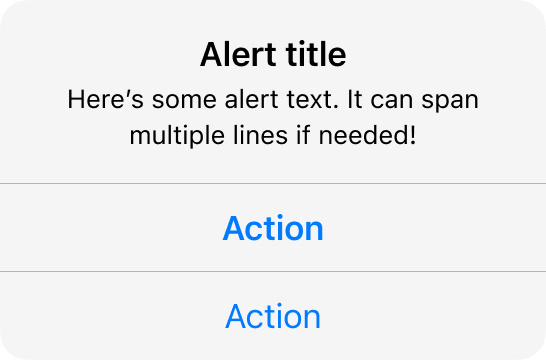 Alert title
Here’s some alert text. It can span
multiple lines if needed!
Action
Action